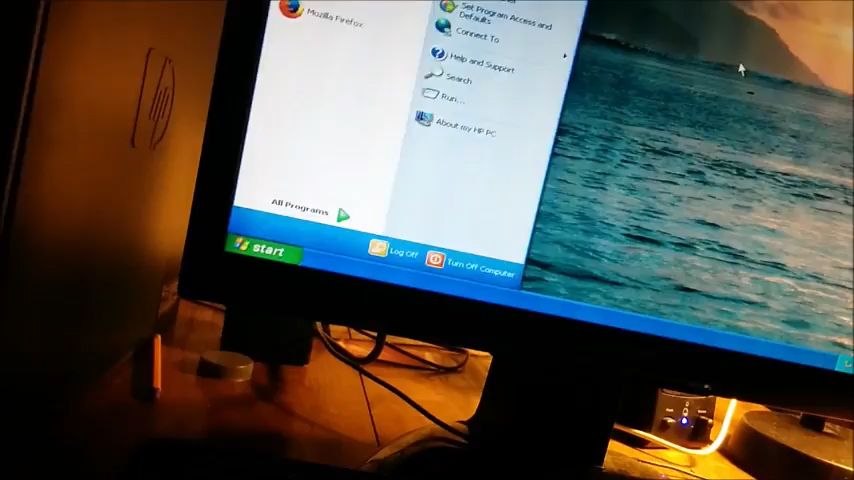 Mozilla Firefox
Set Program Access and
Defaults
Connect To
Help and Support
Search
Run...
About my HP PC
All Programs
start
Log Off
Turn Off Computer
hp